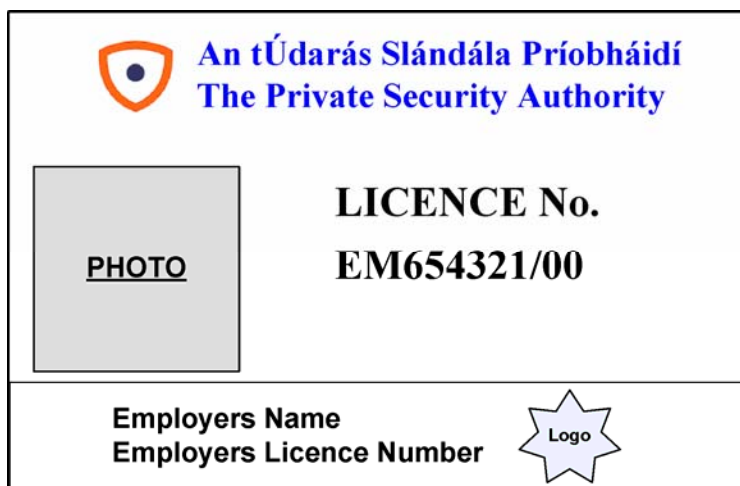 An tÚdarás Slándála Príobháidí
The Private Security Authority
LICENCE No.
PHOTO
EM654321/00
Employers Name
Employers Licence Number
Logo